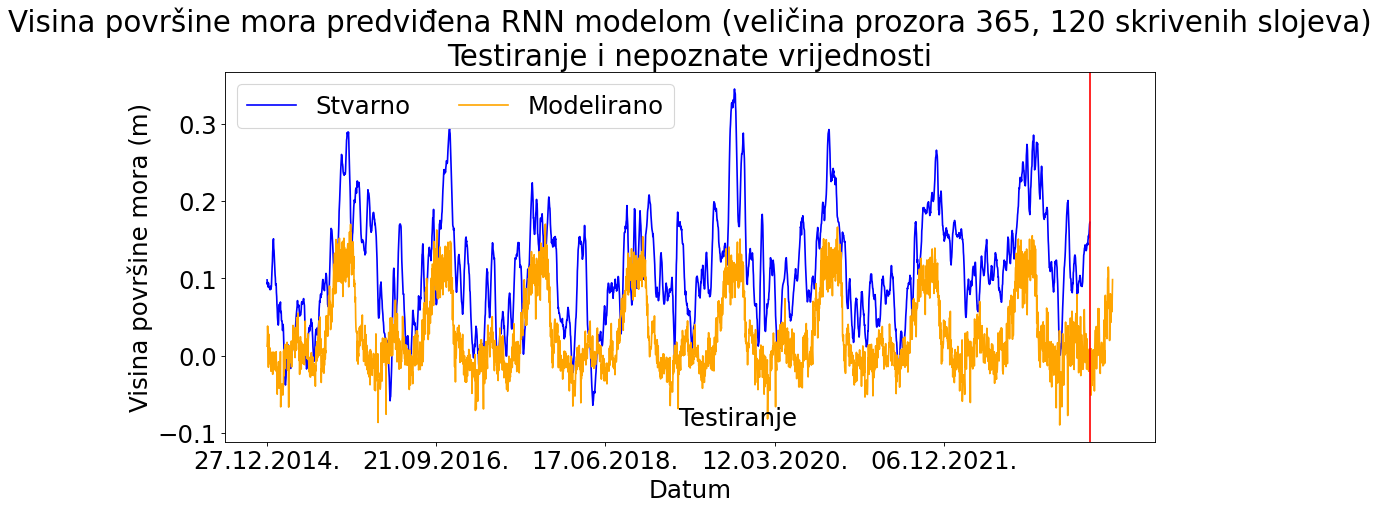 Visina površine mora predviđena RNN modelom (veličina prozora 365, 120 skrivenih slojeva)
Testiranje i nepoznate vrijednosti
Stvarno Modelirano
Visina površine mora (m)
0.3
0.2
0.1
0.0
−0.1
Testiranje
27.12.2014. 21.09.2016. 17.06.2018. 12.03.2020. 06.12.2021.
Datum